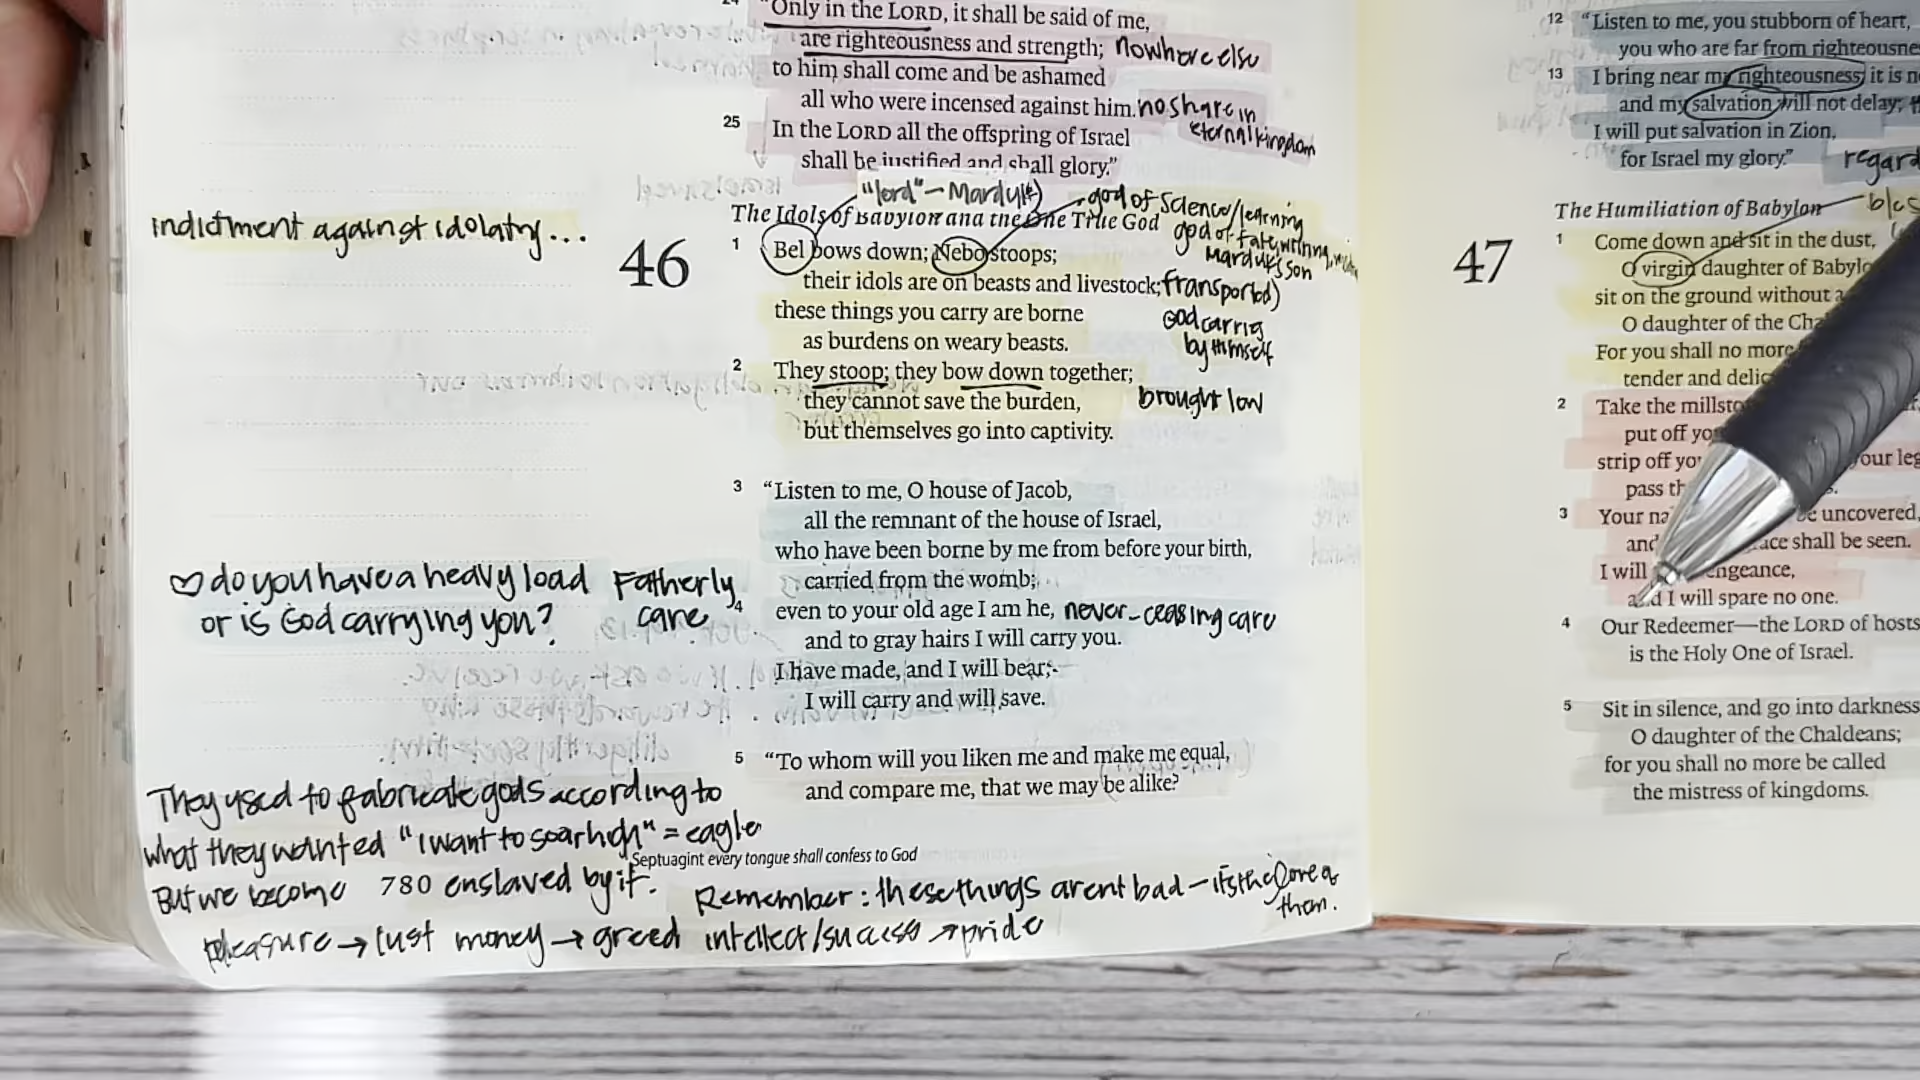 24 "Only in the LORD, it shall be said of me,
are righteousness and strength; nowhere else
to him shall come and be ashamed
all who were incensed against him. no share in
eternal kingdom
25 In the LORD all the offspring of Israel
shall be justified and shall glory."
"lord" - Marduk)
god of science/learning
god of fate, writing,
Marduk's son
indictment against idolatry...
The Idols of Babylon and the One True God
46
1 Bel bows down; Nebo stoops;
their idols are on beasts and livestock; transported)
these things you carry are borne
God carries
as burdens on weary beasts.
by Himself
2 They stoop; they bow down together;
they cannot save the burden, brought low
but themselves go into captivity.
3 "Listen to me, O house of Jacob,
all the remnant of the house of Israel,
who have been borne by me from before your birth,
carried from the womb;
4 even to your old age I am he, never-ceasing care
and to gray hairs I will carry you.
I have made, and I will bear;
I will carry and will save.
♡ do you have a heavy load
or is God carrying you?
Fatherly
care
5 "To whom will you liken me and make me equal,
and compare me, that we may be alike?
They used to fabricate gods according to
what they wanted "I want to soar high" = eagle
But we become enslaved by it.
Septuagint every tongue shall confess to God
780
Remember: these things arent bad - its the love of
them.
pleasure → lust money → greed intellect/success → pride
12 "Listen to me, you stubborn of heart,
you who are far from
13 I bring near my righteousness; it is
and my salvation will not delay;
I will put salvation in Zion,
for Israel my glory."
The Humiliation of Babylon
47
1 Come down and sit in the dust,
O virgin daughter of
sit on the ground without a
O daughter of the
For you shall no more
tender and
2 Take the
put off
strip off
pass
3 Your uncovered,
and shall be seen.
I will vengeance,
and I will spare no one.
4 Our Redeemer—the LORD of hosts
is the Holy One of Israel.
5 Sit in silence, and go into darkness,
O daughter of the Chaldeans;
for you shall no more be called
the mistress of kingdoms.